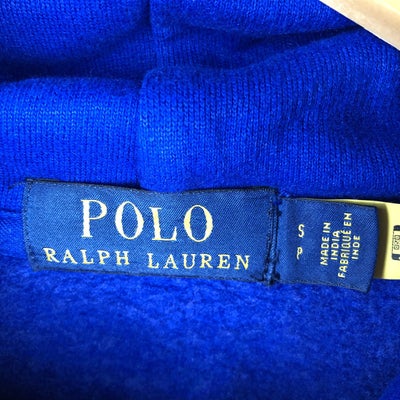 POLO
RALPH LAUREN
S
P
MADE IN
INDIA
FABRIQUÉ EN
INDE